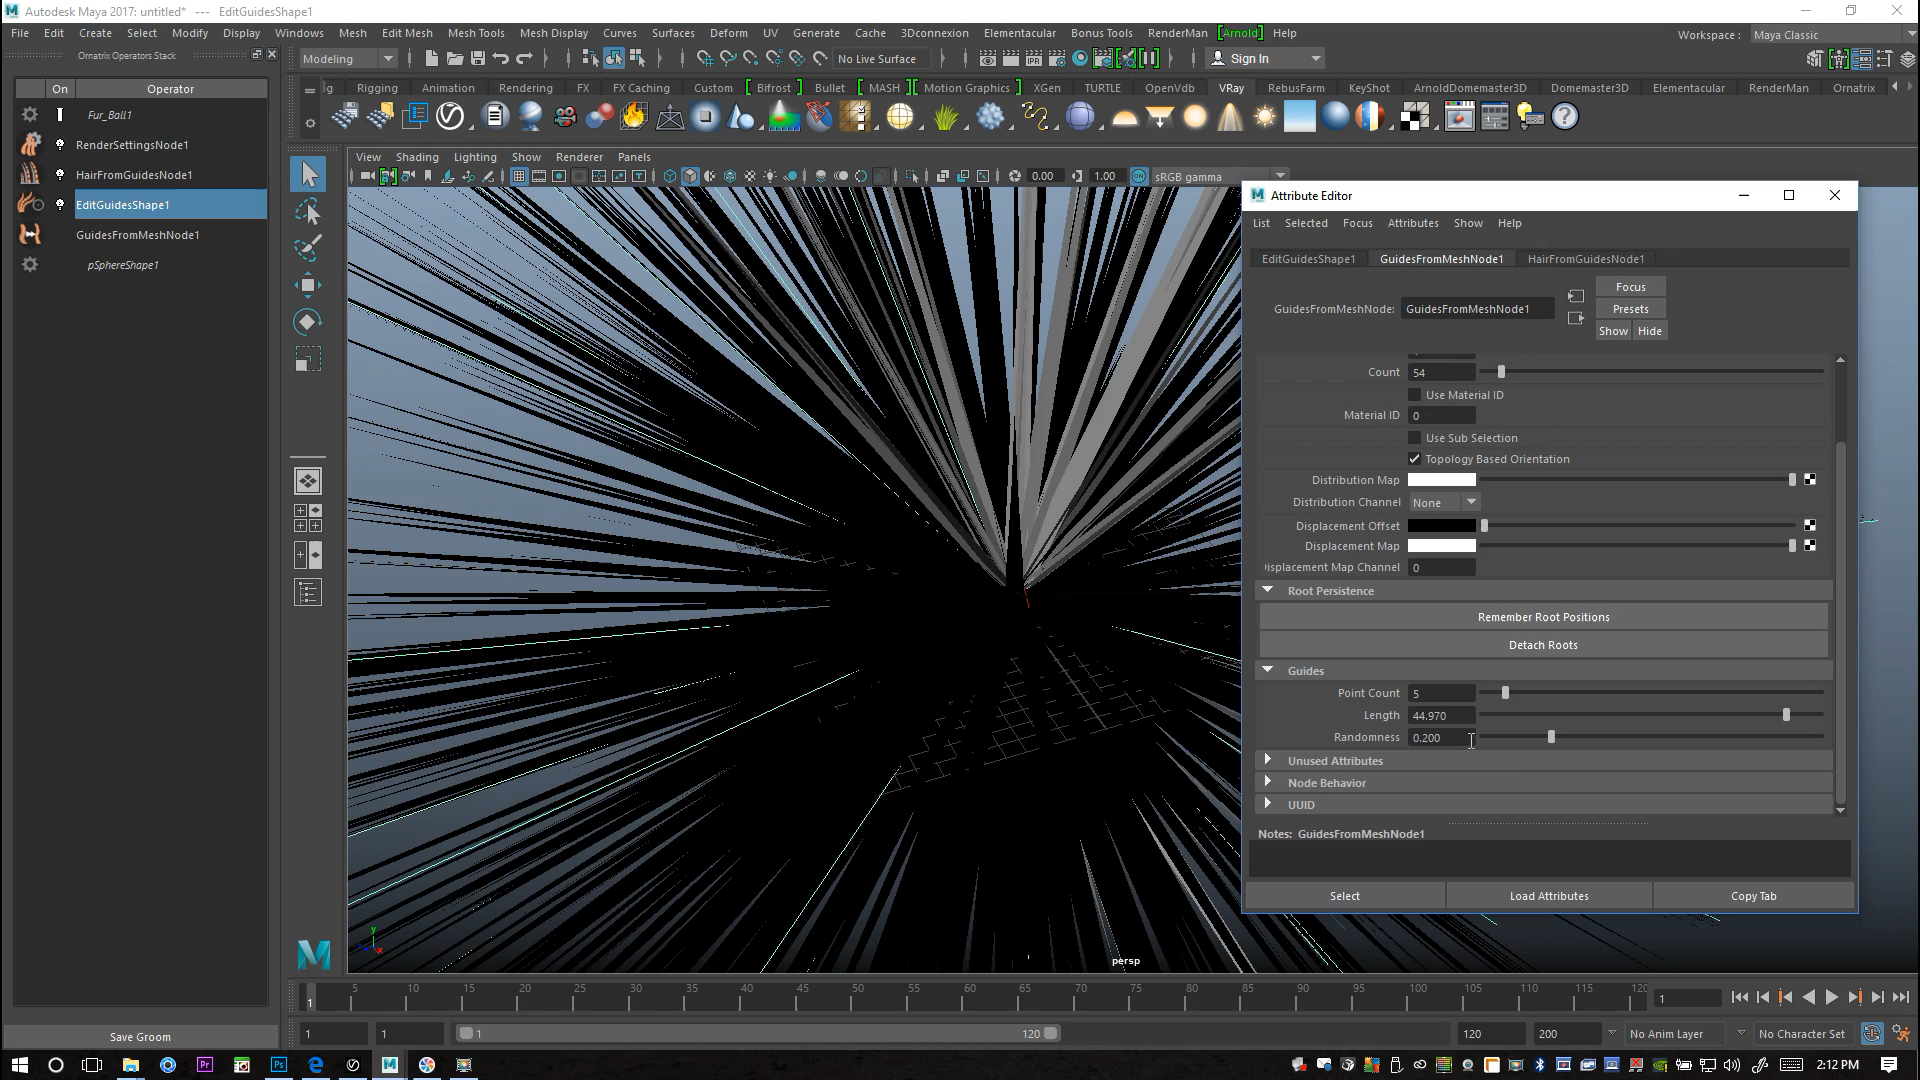 Autodesk Maya 2017: untitled* --- EditGuidesShape1
File Edit Create Select Modify Display Windows Mesh Edit Mesh Mesh Tools Mesh Display Curves Surfaces Deform UV Generate Cache 3Dconnexion Elementacular Bonus Tools RenderMan [Arnold] Help
Workspace : Maya Classic
Ornatrix Operators Stack
Modeling
No Live Surface
Sign In
g Rigging Animation Rendering FX FX Caching Custom Bifrost Bullet MASH Motion Graphics XGen TURTLE OpenVdb VRay RebusFarm KeyShot ArnoldDomemaster3D Domemaster3D Elementacular RenderMan Ornatrix
On Operator
Fur_Ball1
RenderSettingsNode1
HairFromGuidesNode1
EditGuidesShape1
GuidesFromMeshNode1
pSphereShape1
Save Groom
View Shading Lighting Show Renderer Panels
IPR
0.00 1.00 ON sRGB gamma
Attribute Editor
List Selected Focus Attributes Show Help
EditGuidesShape1 GuidesFromMeshNode1 HairFromGuidesNode1
GuidesFromMeshNode: GuidesFromMeshNode1
Focus
Presets
Show Hide
Count 54
Use Material ID
Material ID 0
Use Sub Selection
Topology Based Orientation
Distribution Map
Distribution Channel None
Displacement Offset
Displacement Map
isplacement Map Channel 0
Root Persistence
Remember Root Positions
Detach Roots
Guides
Point Count 5
Length 44.970
Randomness 0.200
Unused Attributes
Node Behavior
UUID
Notes: GuidesFromMeshNode1
Select Load Attributes Copy Tab
y
x
persp
1 5 10 15 20 25 30 35 40 45 50 55 60 65 70 75 80 85 90 95 100 105 110 115 120
1
1 1 1 120 120 200 No Anim Layer No Character Set
Pr Ps
2:12 PM